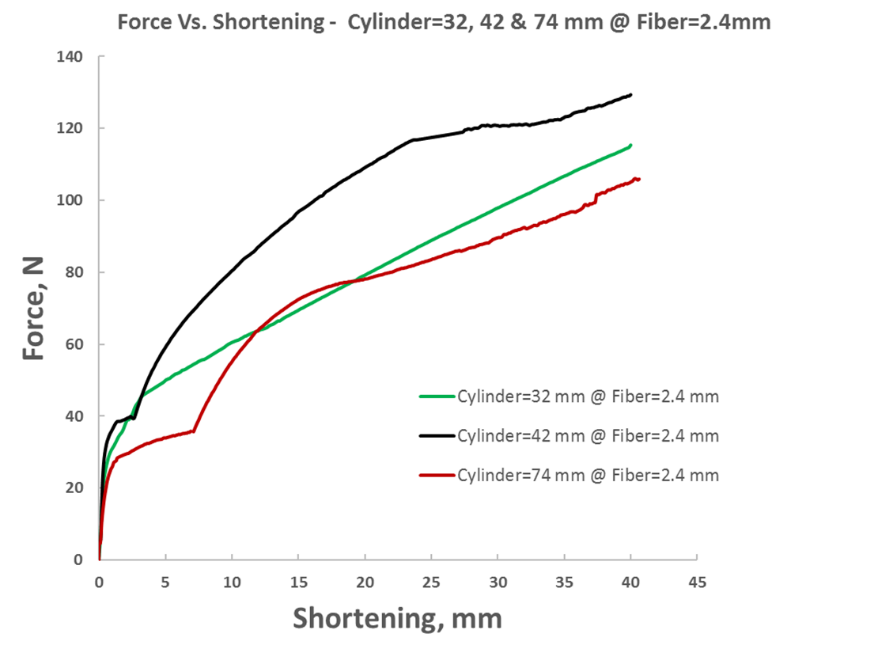 Force Vs. Shortening - Cylinder=32, 42 & 74 mm @ Fiber=2.4mm
140
120
100
80
60
40
20
0
Force, N
Cylinder=32 mm @ Fiber=2.4 mm
Cylinder=42 mm @ Fiber=2.4 mm
Cylinder=74 mm @ Fiber=2.4 mm
0 5 10 15 20 25 30 35 40 45
Shortening, mm